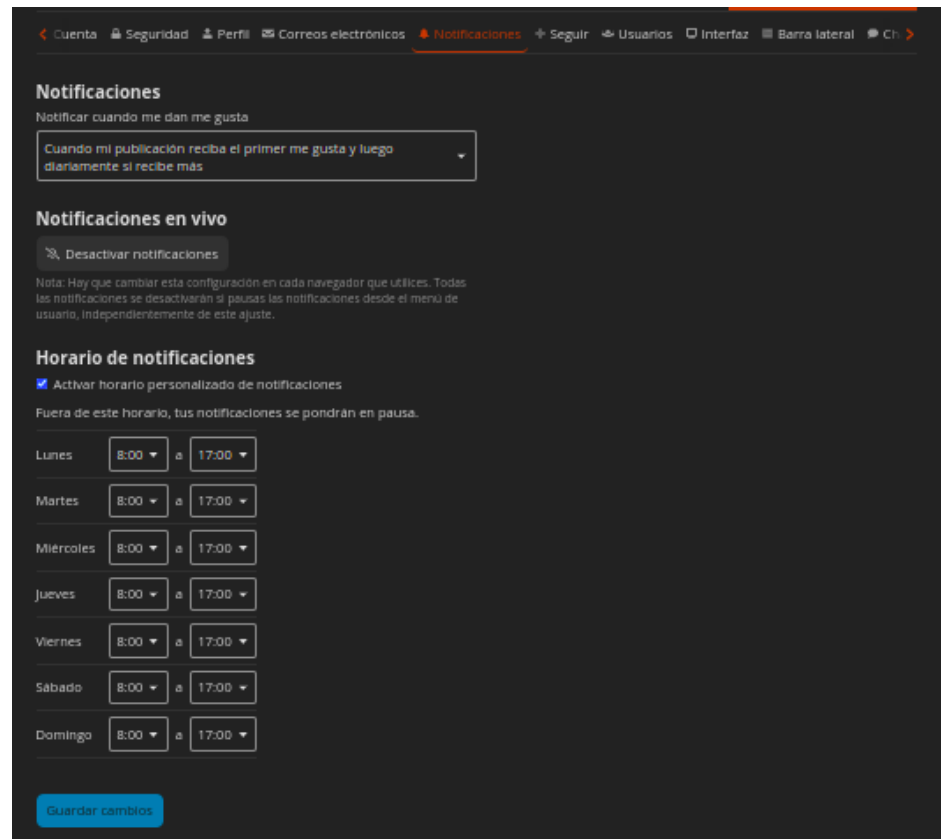 Cuenta Seguridad Perfil Correos electrónicos Notificaciones Seguir Usuarios Interfaz Barra lateral Ch
Notificaciones
Notificar cuando me dan me gusta
Cuando mi publicación reciba el primer me gusta y luego
diariamente si recibe más
Notificaciones en vivo
Desactivar notificaciones
Nota: Hay que cambiar esta configuración en cada navegador que utilices. Todas
las notificaciones se desactivarán si pausas las notificaciones desde el menú de
usuario, independientemente de este ajuste.
Horario de notificaciones
Activar horario personalizado de notificaciones
Fuera de este horario, tus notificaciones se pondrán en pausa.
Lunes 8:00 a 17:00
Martes 8:00 a 17:00
Miércoles 8:00 a 17:00
Jueves 8:00 a 17:00
Viernes 8:00 a 17:00
Sábado 8:00 a 17:00
Domingo 8:00 a 17:00
Guardar cambios